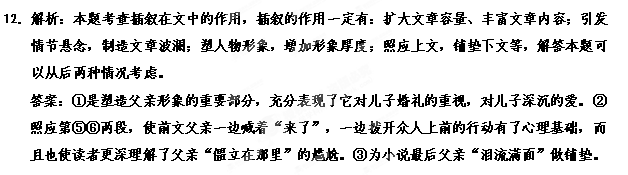 12. 解析：本题考查插叙在文中的作用，插叙的作用一定有：扩大文章容量、丰富文章内容；引发
情节悬念，制造文章波澜；塑人物形象，增加形象厚度；照应上文，铺垫下文等，解答本题可
以从后两种情况考虑。
答案：①是塑造父亲形象的重要部分，充分表现了它对儿子婚礼的重视，对儿子深沉的爱。②
照应第⑤⑥两段，使前文父亲一边喊着“来了”，一边拨开众人上前的行动有了心理基础，而
且也使读者更深理解了父亲“僵立在那里”的尴尬。③为小说最后父亲“泪流满面”做铺垫。